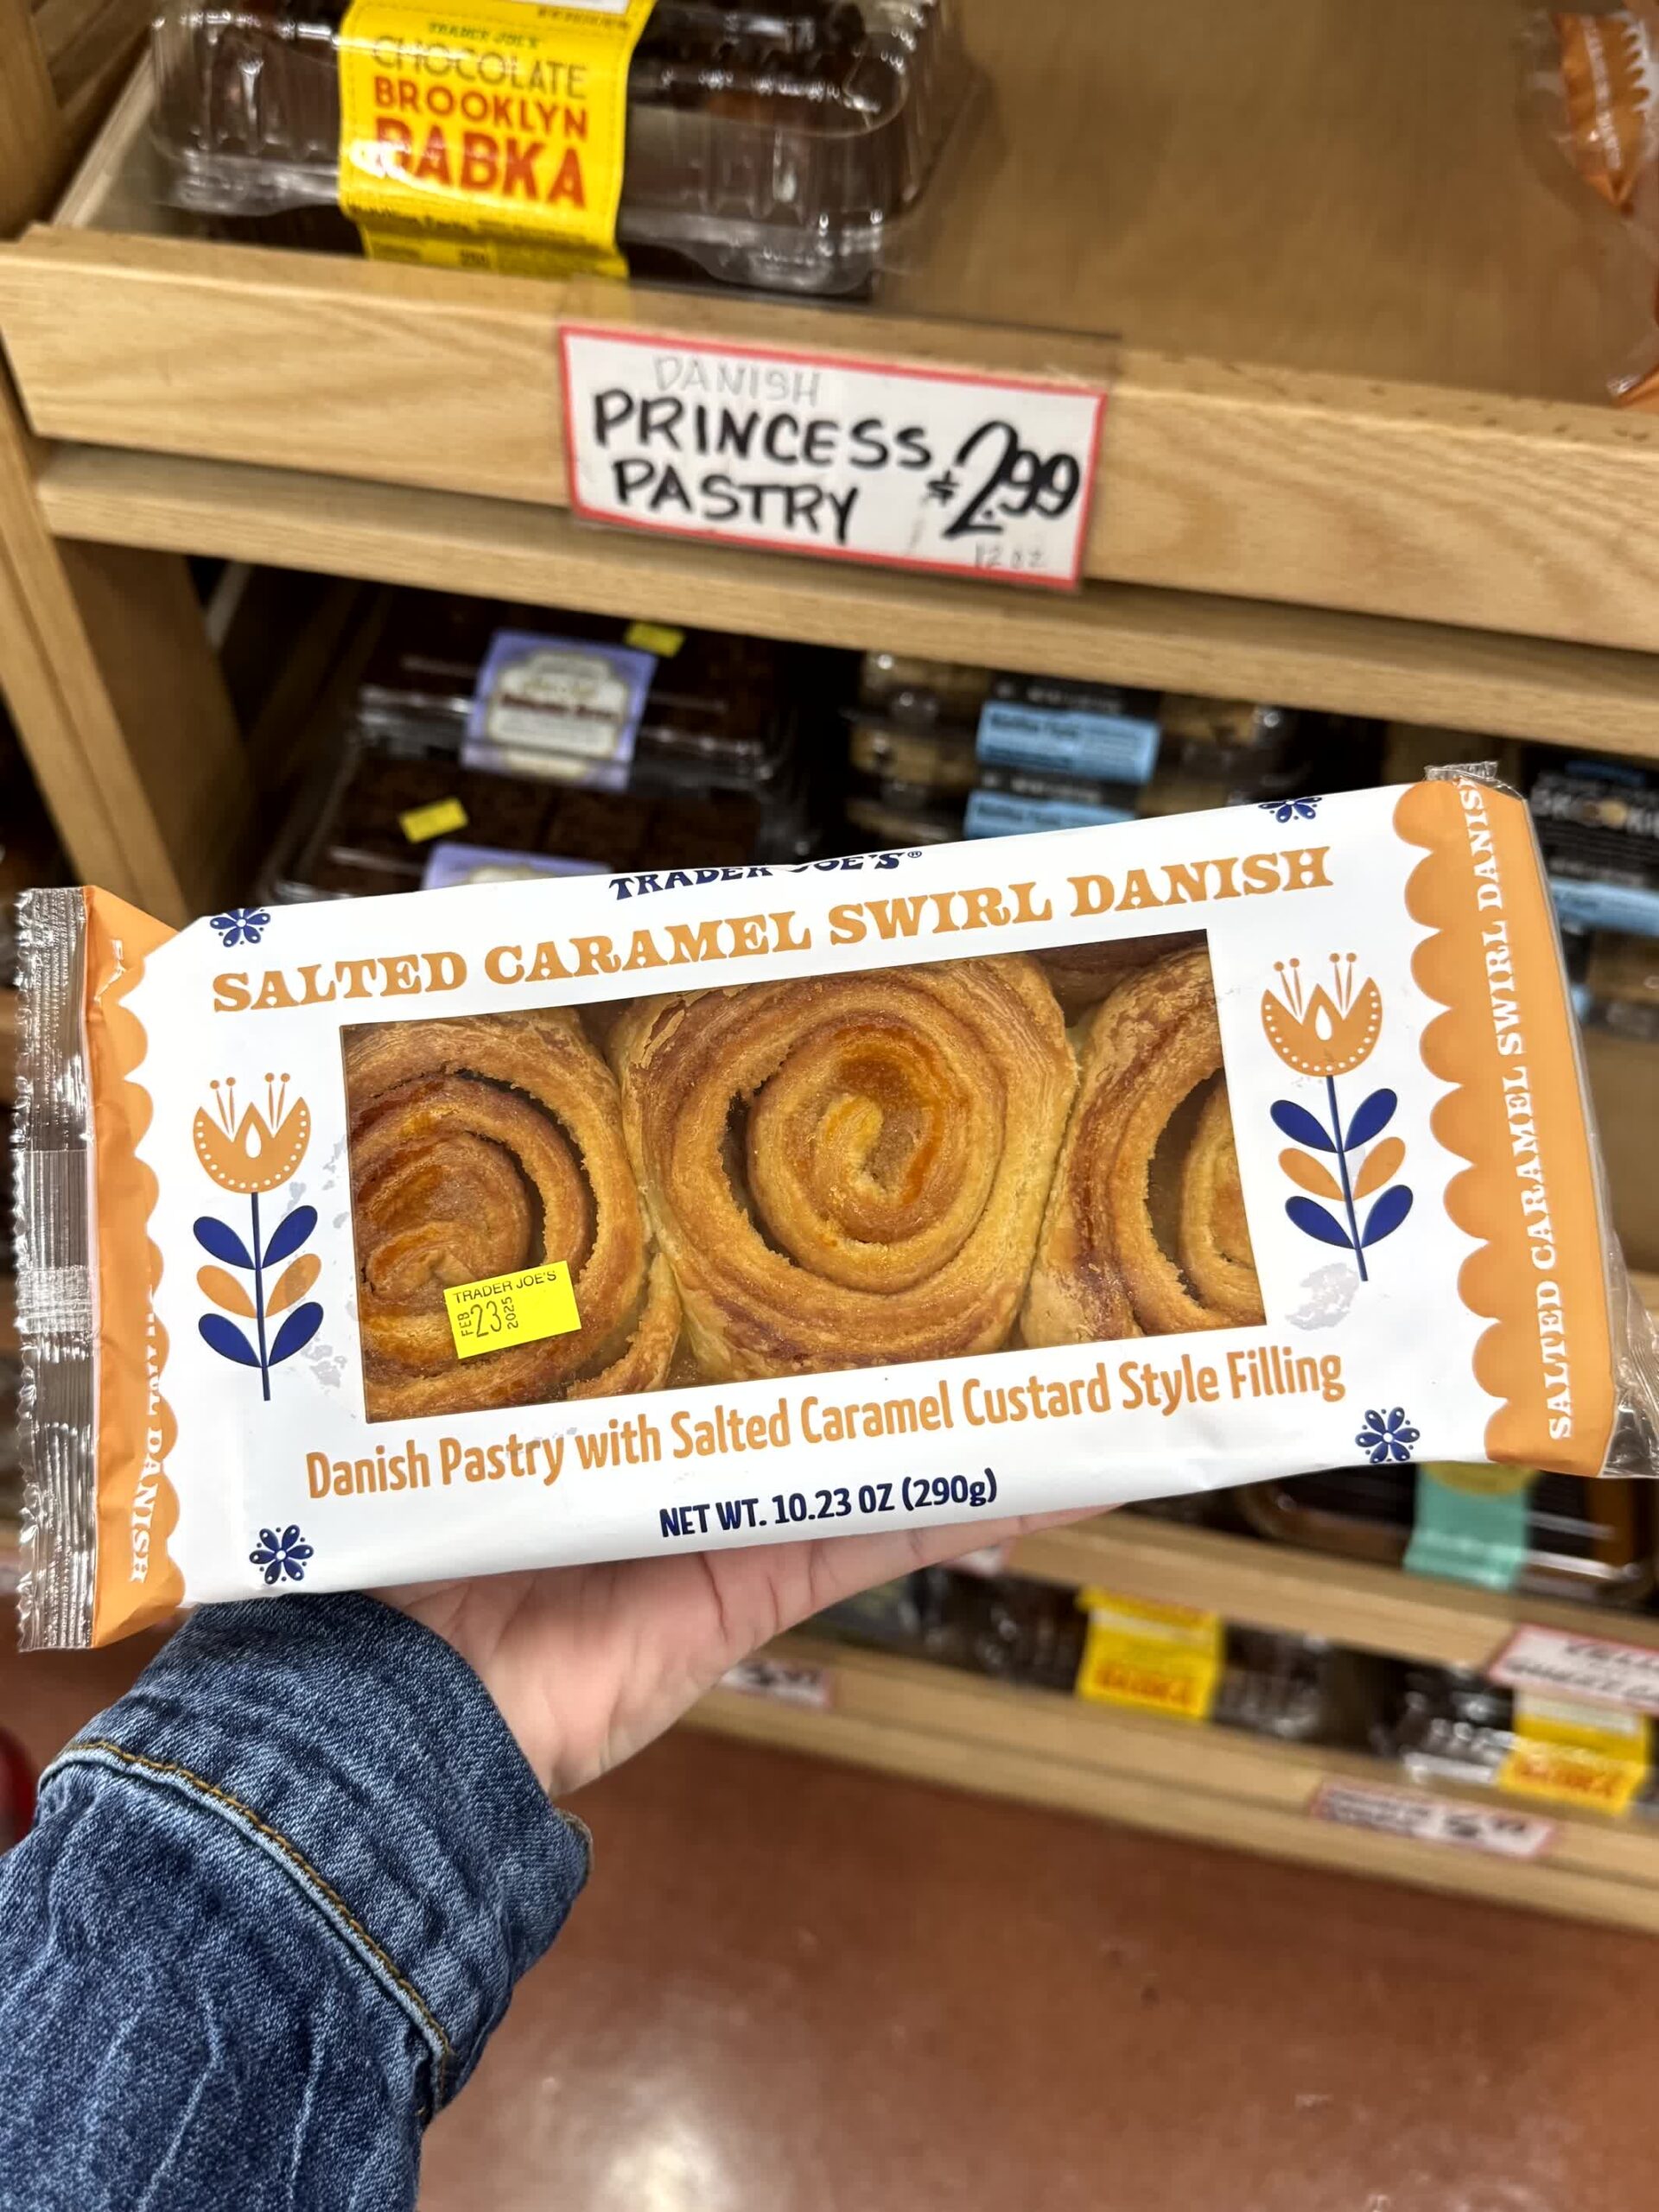 TRADER JOE'S
CHOCOLATE
BROOKLYN
BABKA
DANISH
PRINCESS
PASTRY
$2.99
12 oz
TRADER JOE'S®
SALTED CARAMEL SWIRL DANISH
TRADER JOE'S
FEB 23 2025
Danish Pastry with Salted Caramel Custard Style Filling
NET WT. 10.23 OZ (290g)
SALTED CARAMEL SWIRL DANISH
DANISH